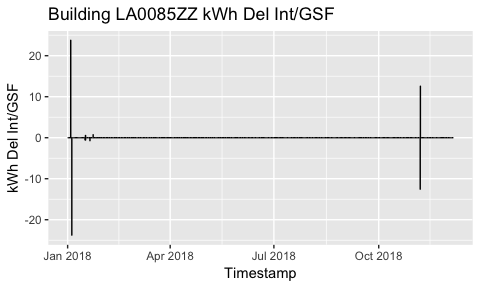 Building LA0085ZZ kWh Del Int/GSF
kWh Del Int/GSF
20
10
0
-10
-20
Jan 2018 Apr 2018 Jul 2018 Oct 2018
Timestamp